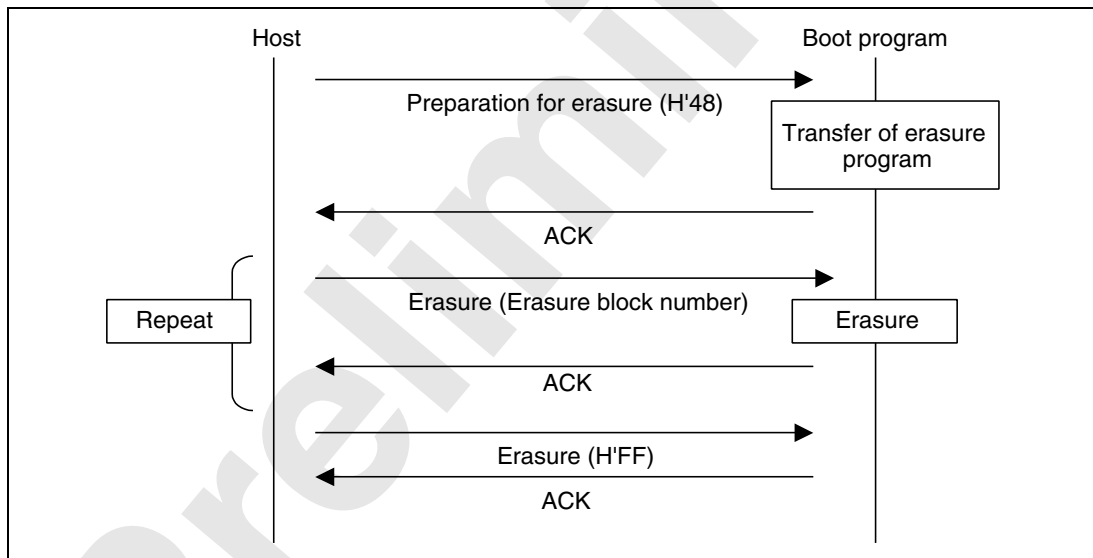 Host
Boot program
Preparation for erasure (H'48)
Transfer of erasure
program
ACK
Erasure (Erasure block number)
Repeat
Erasure
ACK
Erasure (H'FF)
ACK
Prelimi